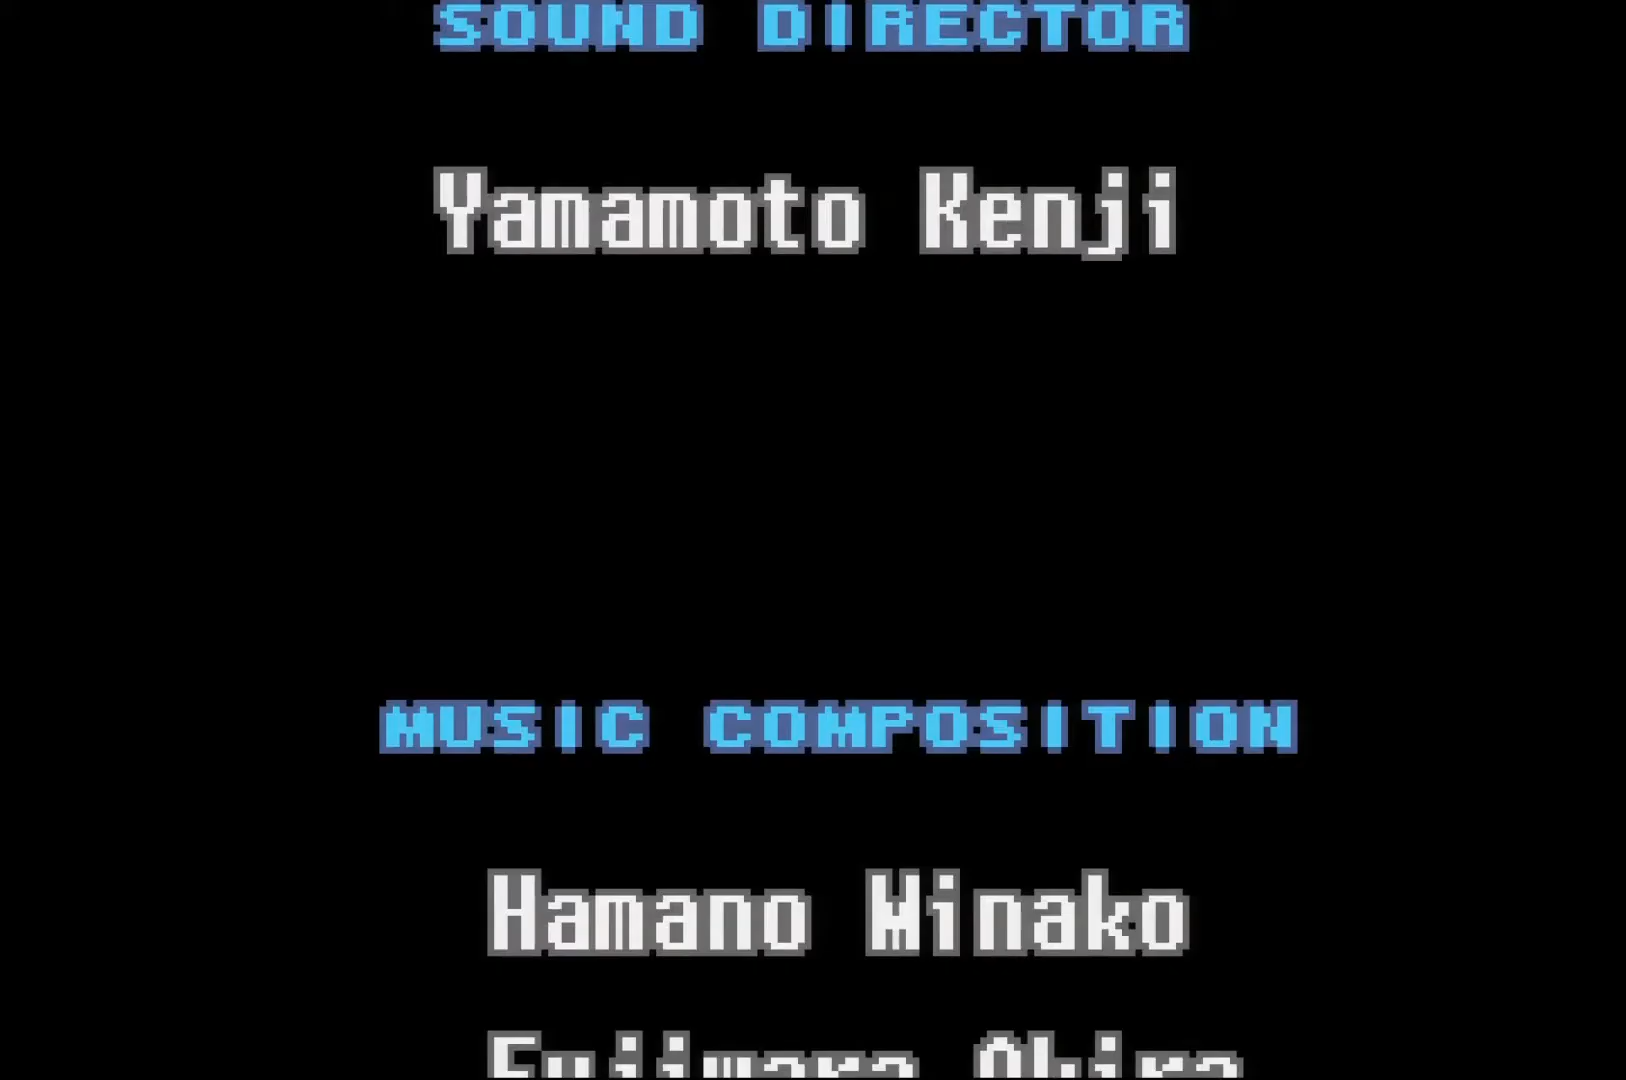 SOUND DIRECTOR
Yamamoto Kenji
MUSIC COMPOSITION
Hamano Minako